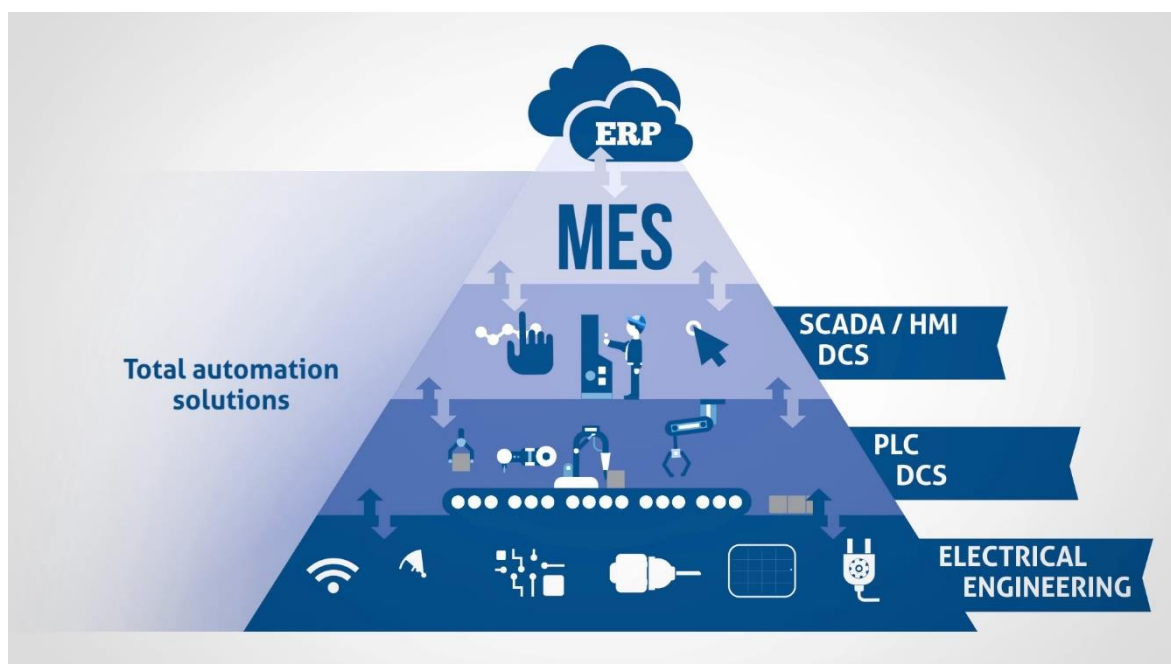 ERP
MES
SCADA / HMI
DCS
Total automation
solutions
PLC
DCS
ELECTRICAL
ENGINEERING